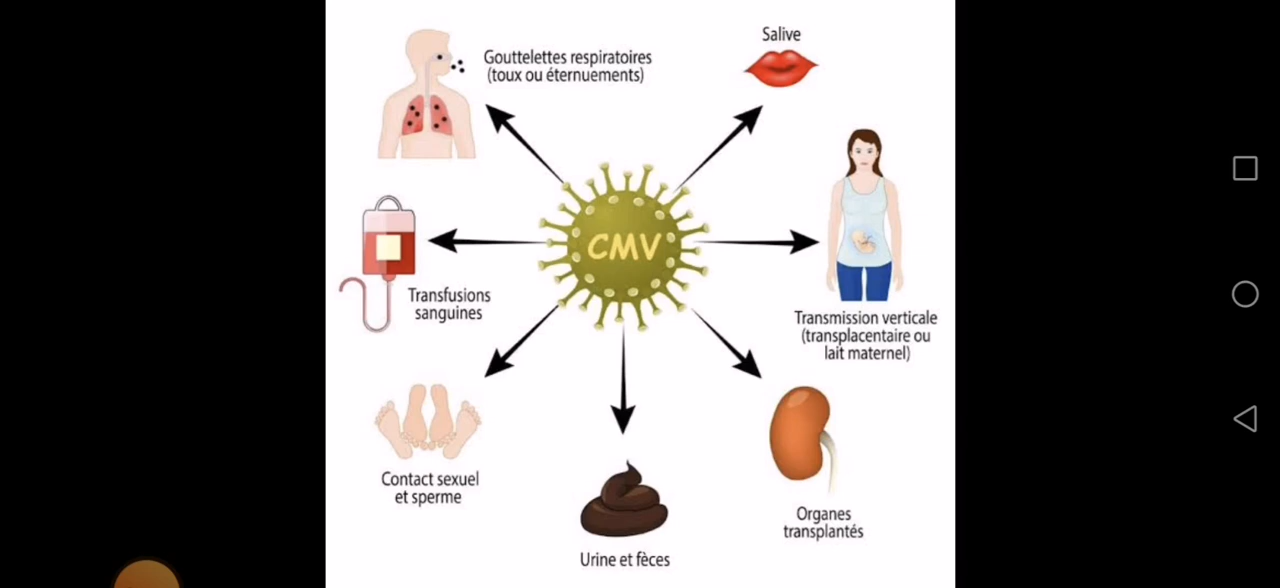 Gouttelettes respiratoires
(toux ou éternuements)
Salive
CMV
Transfusions
sanguines
Transmission verticale
(transplacentaire ou
lait maternel)
Contact sexuel
et sperme
Organes
transplantés
Urine et fèces